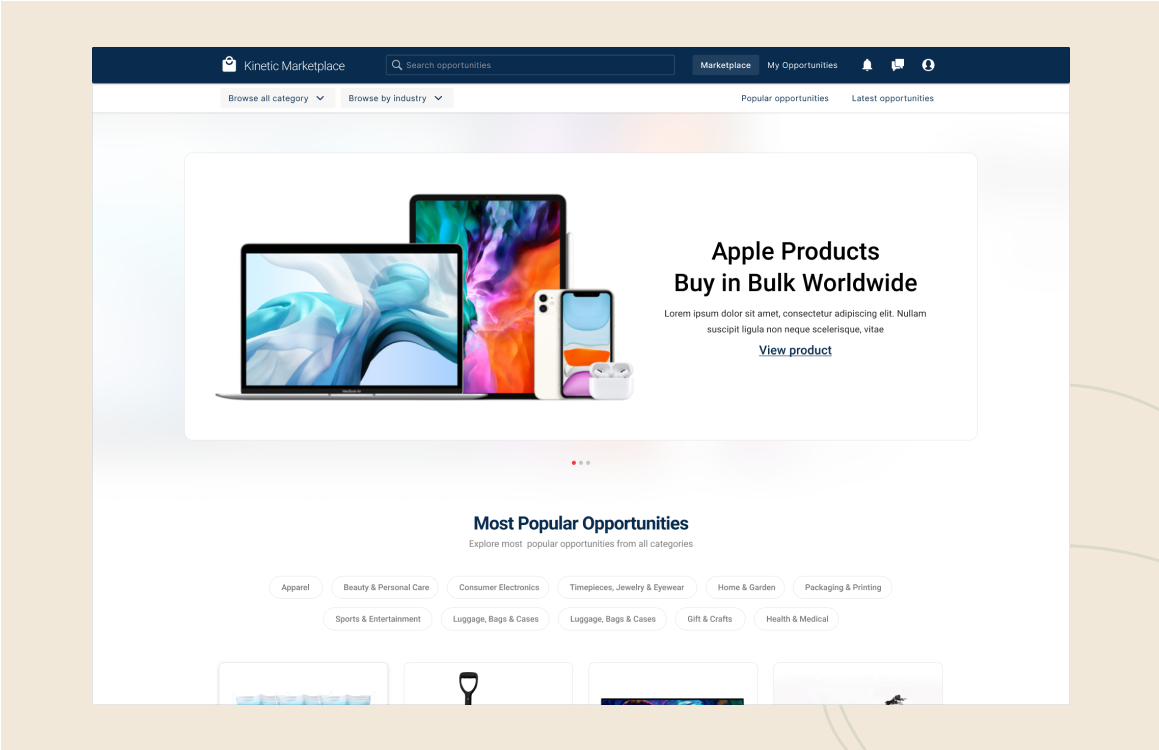 Kinetic Marketplace
Search opportunities
Marketplace
My Opportunities
Browse all category
Browse by industry
Popular opportunities
Latest opportunities
Apple Products
Buy in Bulk Worldwide
Lorem ipsum dolor sit amet, consectetur adipiscing elit. Nullam
suscipit ligula non neque scelerisque, vitae
View product
Most Popular Opportunities
Explore most popular opportunities from all categories
Apparel
Beauty & Personal Care
Consumer Electronics
Timepieces, Jewelry & Eyewear
Home & Garden
Packaging & Printing
Sports & Entertainment
Luggage, Bags & Cases
Luggage, Bags & Cases
Gift & Crafts
Health & Medical